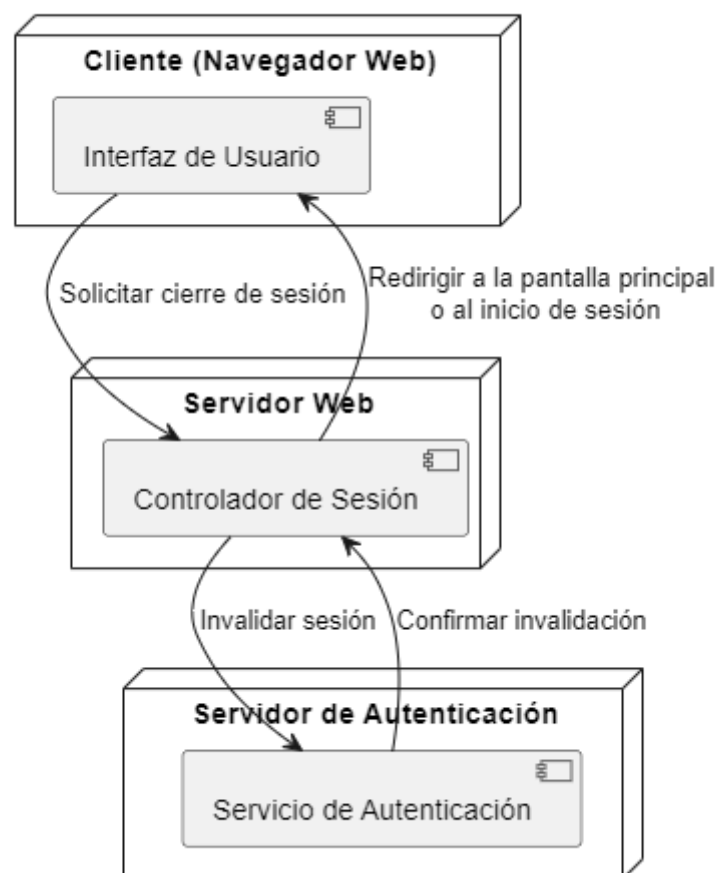 Cliente (Navegador Web)
Interfaz de Usuario
Solicitar cierre de sesión
Redirigir a la pantalla principal
o al inicio de sesión
Servidor Web
Controlador de Sesión
Invalidar sesión
Confirmar invalidación
Servidor de Autenticación
Servicio de Autenticación